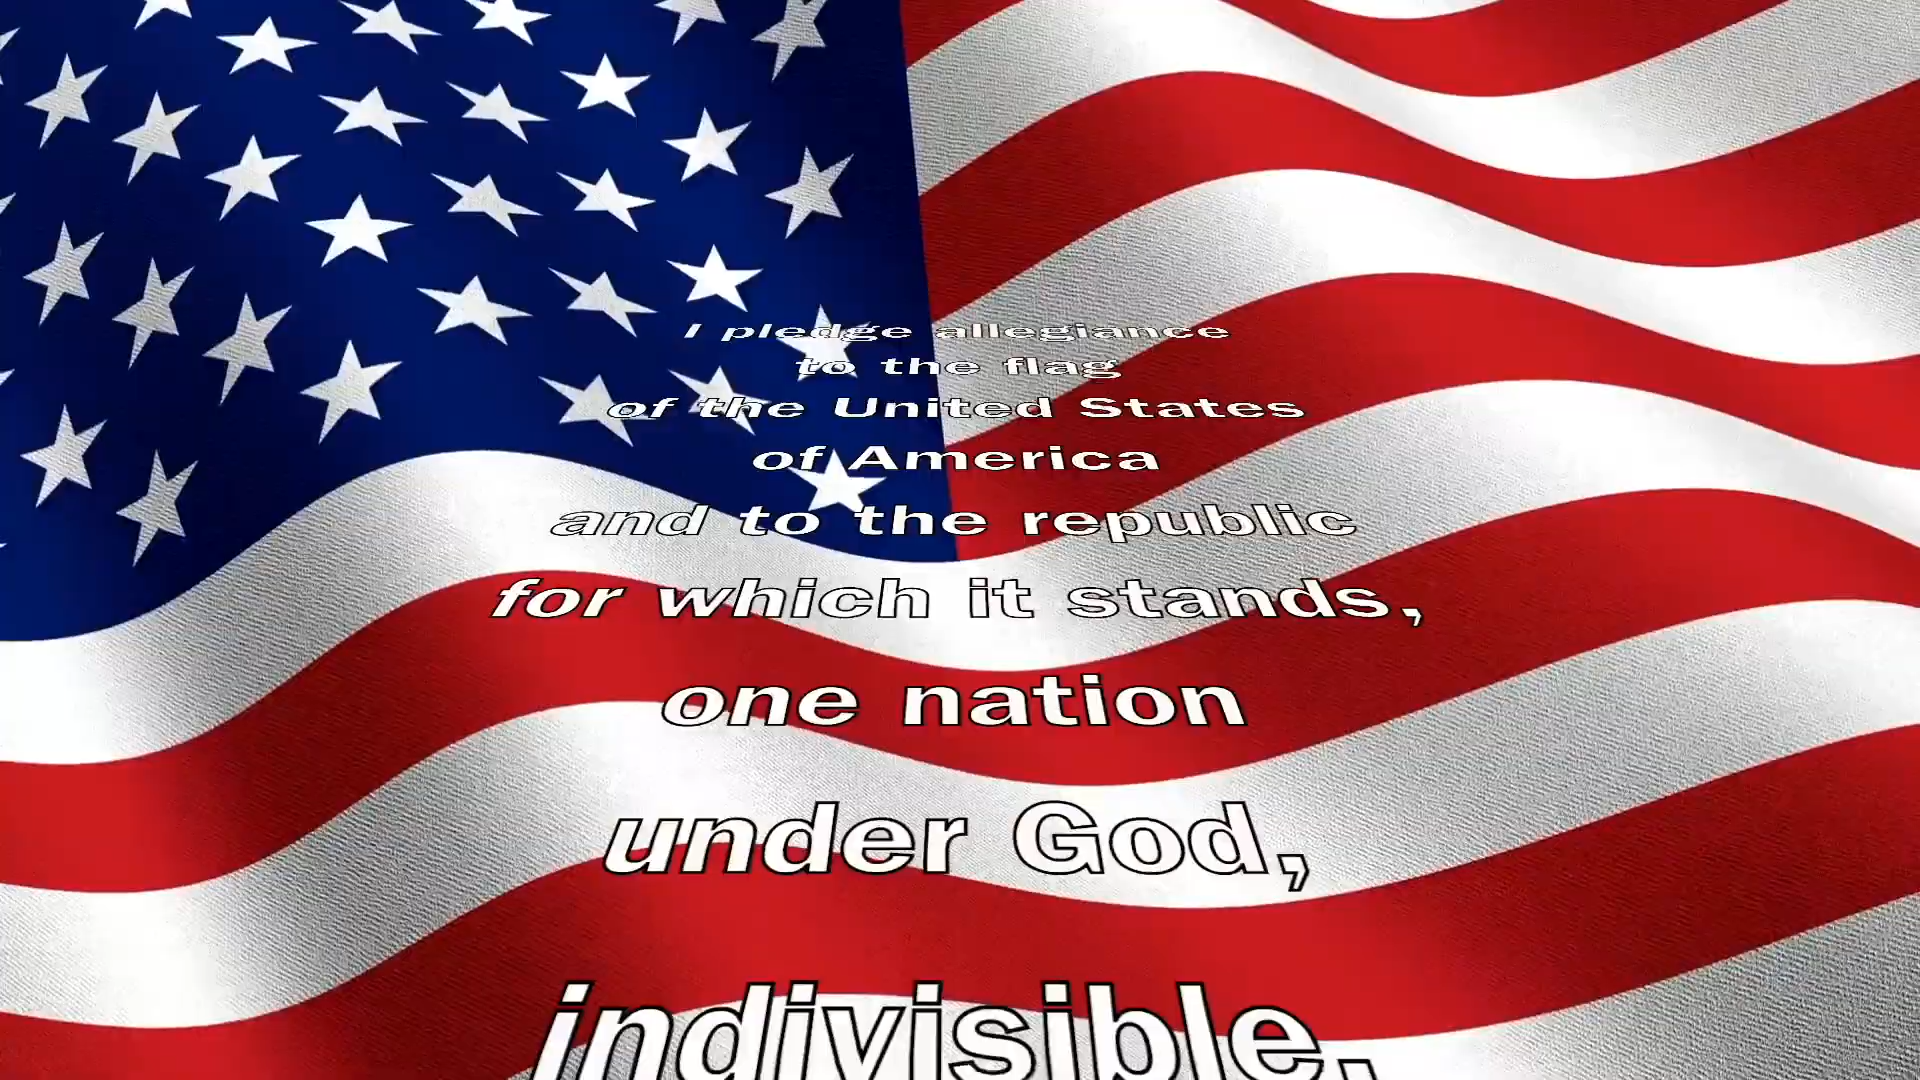 I pledge allegiance
to the flag
of the United States
of America
and to the republic
for which it stands,
one nation
under God,
indivisible,